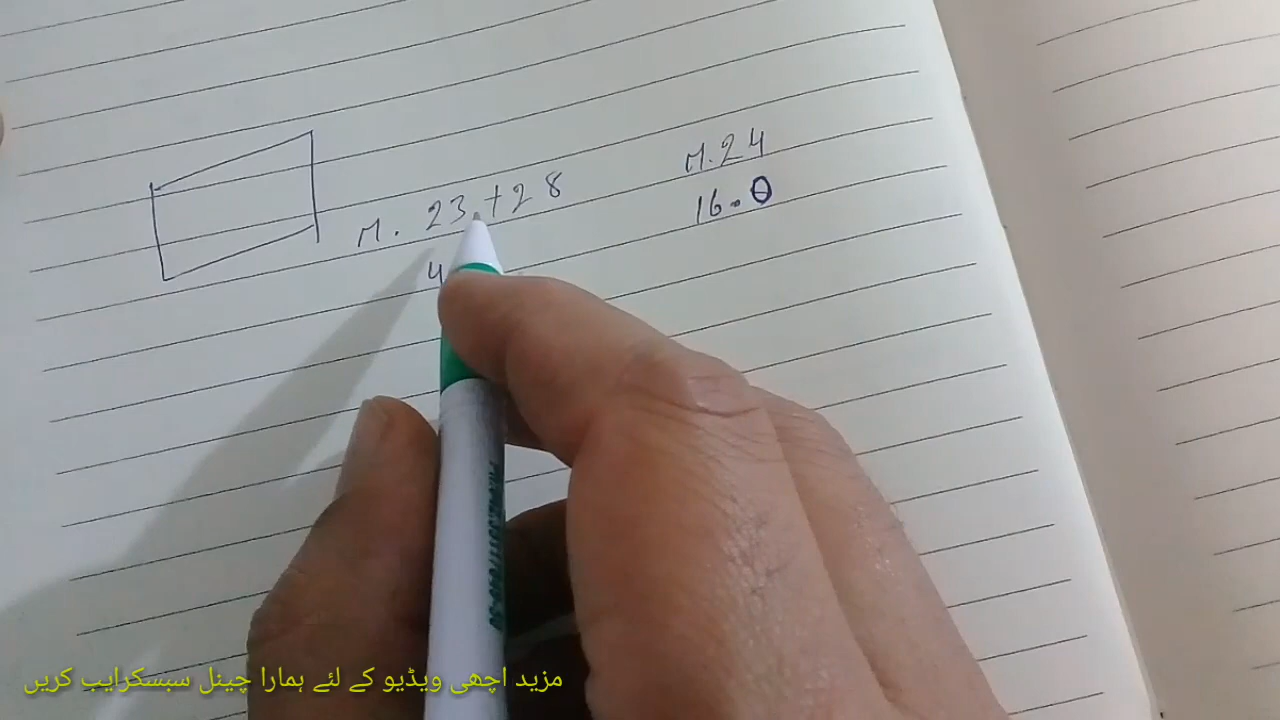 M. 23.+28
4
M.24
16.0
مزید اچھی ویڈیو کے لئے ہمارا چینل سبسکرایب کریں